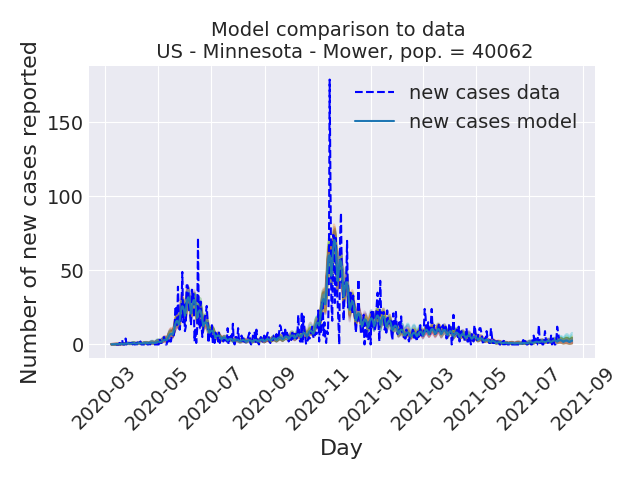 Model comparison to data
US - Minnesota - Mower, pop. = 40062
Number of new cases reported
150
100
50
0
new cases data
new cases model
2020-03
2020-05
2020-07
2020-09
2020-11
2021-01
2021-03
2021-05
2021-07
2021-09
Day